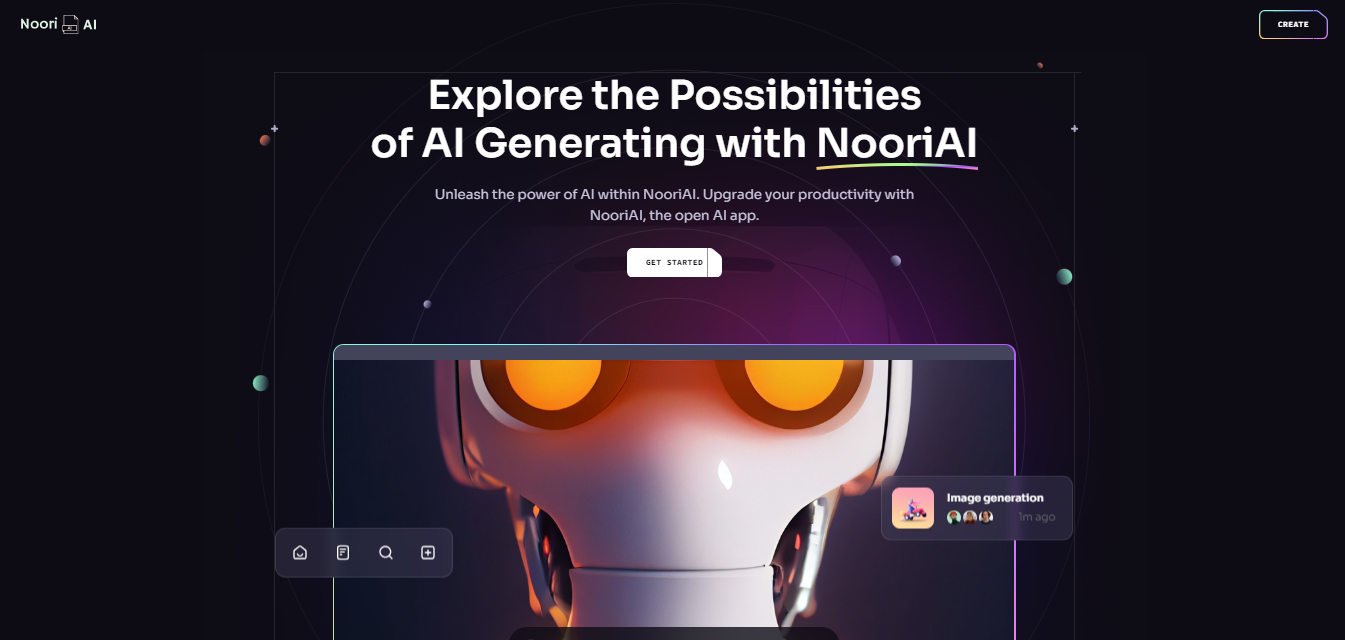 Noori AI
CREATE
Explore the Possibilities
of AI Generating with NooriAI
Unleash the power of AI within NooriAI. Upgrade your productivity with
NooriAI, the open AI app.
GET STARTED
Image generation
1m ago